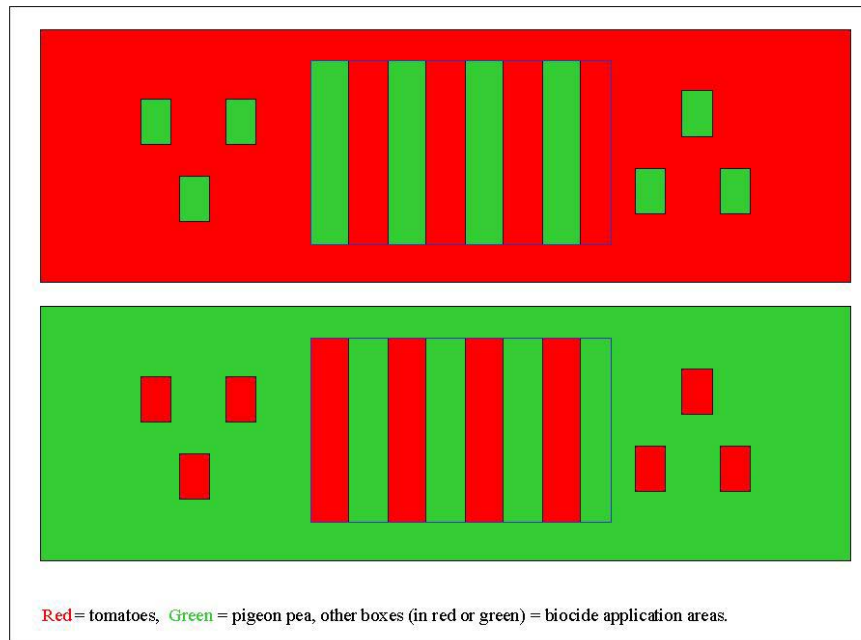 Red = tomatoes, Green = pigeon pea, other boxes (in red or green) = biocide application areas.